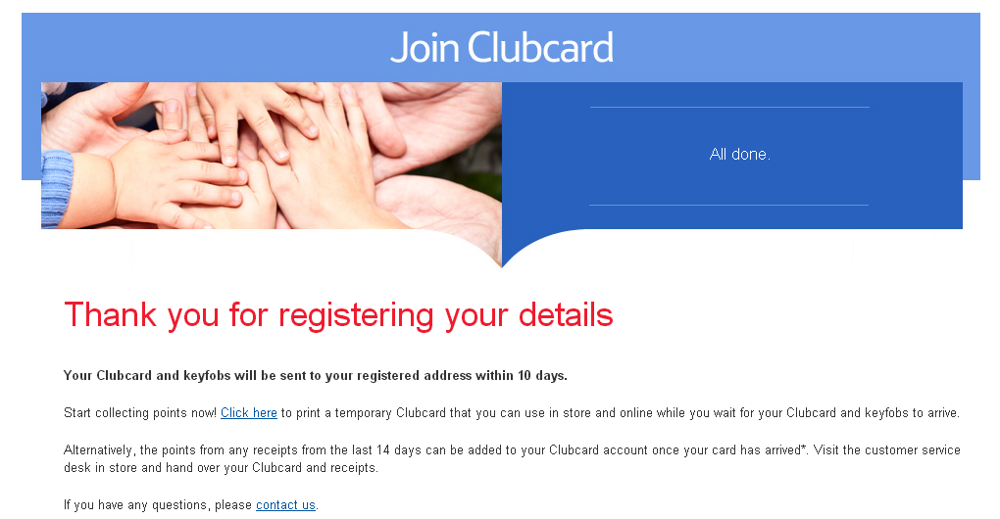 Join Clubcard
All done.
Thank you for registering your details
Your Clubcard and keyfobs will be sent to your registered address within 10 days.
Start collecting points now! Click here to print a temporary Clubcard that you can use in store and online while you wait for your Clubcard and keyfobs to arrive.
Alternatively, the points from any receipts from the last 14 days can be added to your Clubcard account once your card has arrived*. Visit the customer service
desk in store and hand over your Clubcard and receipts.
If you have any questions, please contact us.